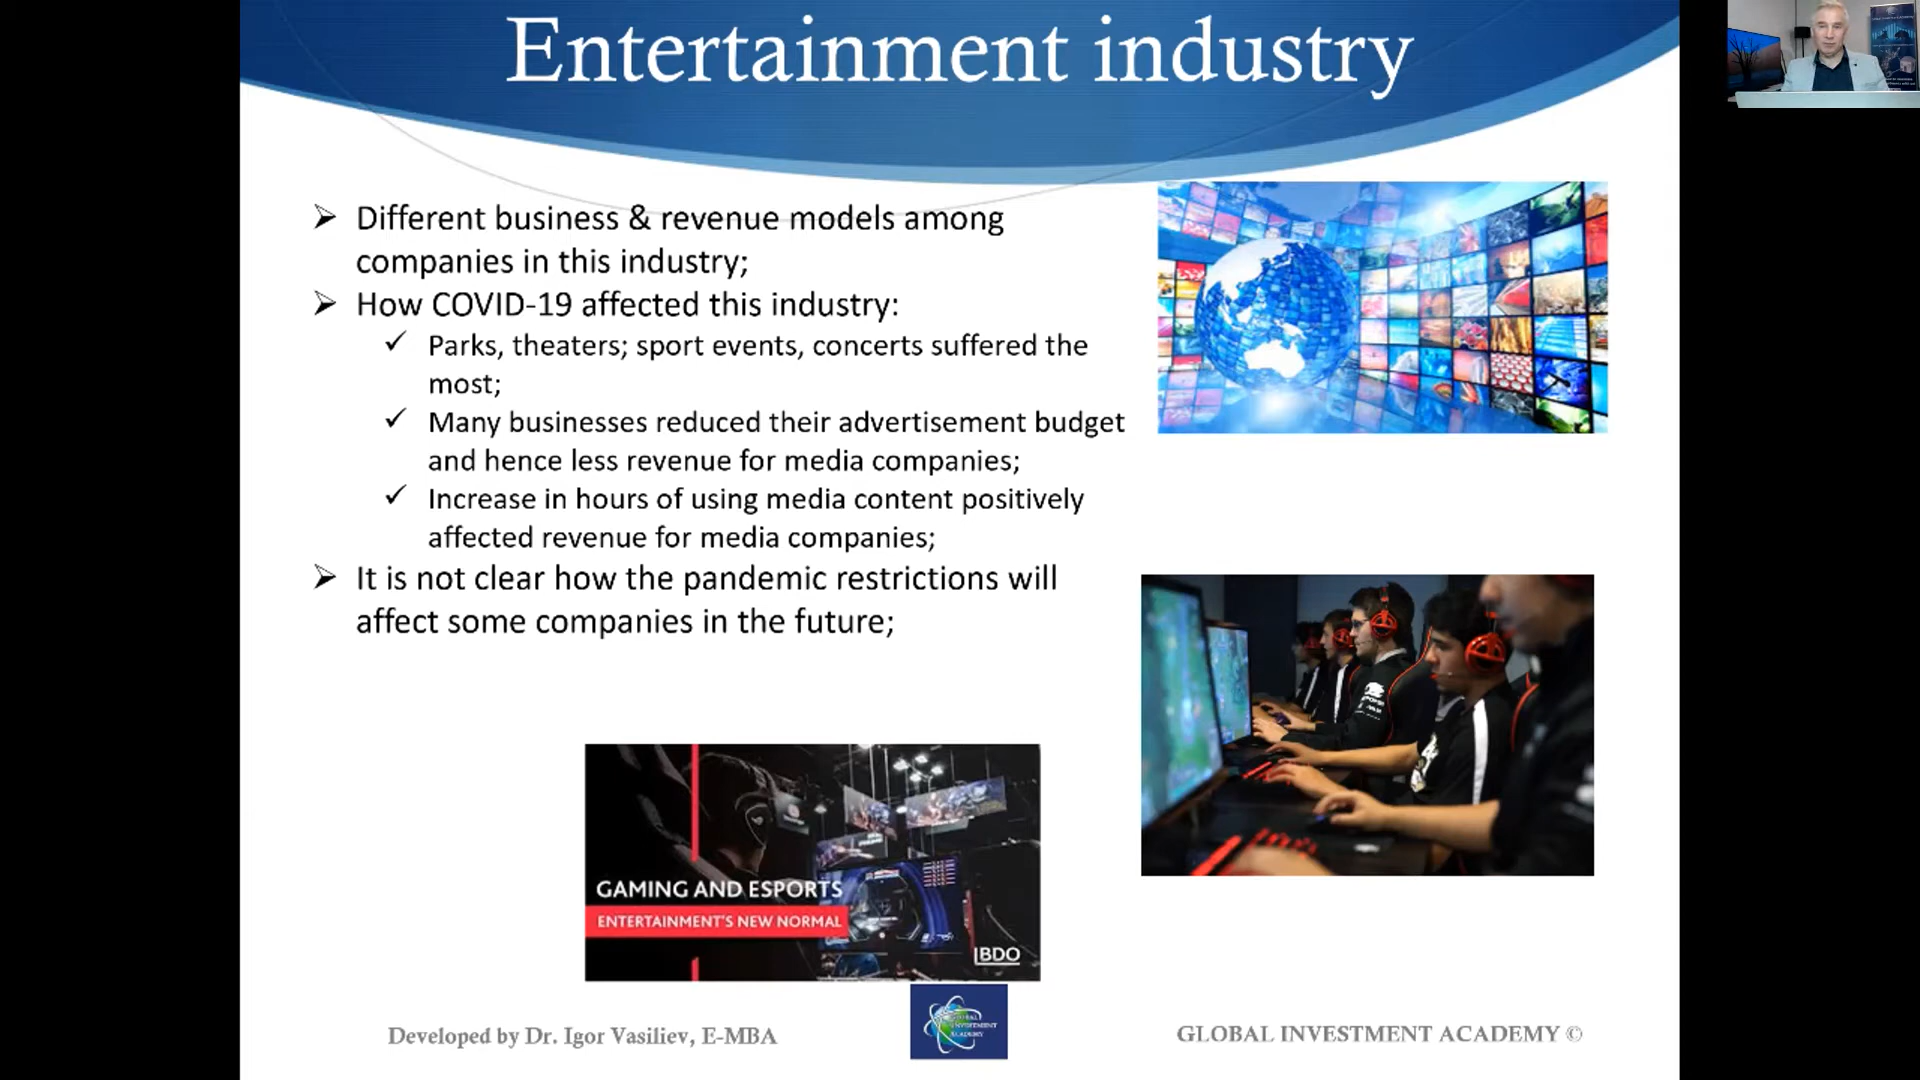 Entertainment industry
Different business & revenue models among
companies in this industry;
How COVID-19 affected this industry:
Parks, theaters; sport events, concerts suffered the
most;
Many businesses reduced their advertisement budget
and hence less revenue for media companies;
Increase in hours of using media content positively
affected revenue for media companies;
It is not clear how the pandemic restrictions will
affect some companies in the future;
GAMING AND ESPORTS
ENTERTAINMENT'S NEW NORMAL
BDO
GLOBAL
INVESTMENT
ACADEMY
Developed by Dr. Igor Vasiliev, E-MBA
GLOBAL INVESTMENT ACADEMY ©